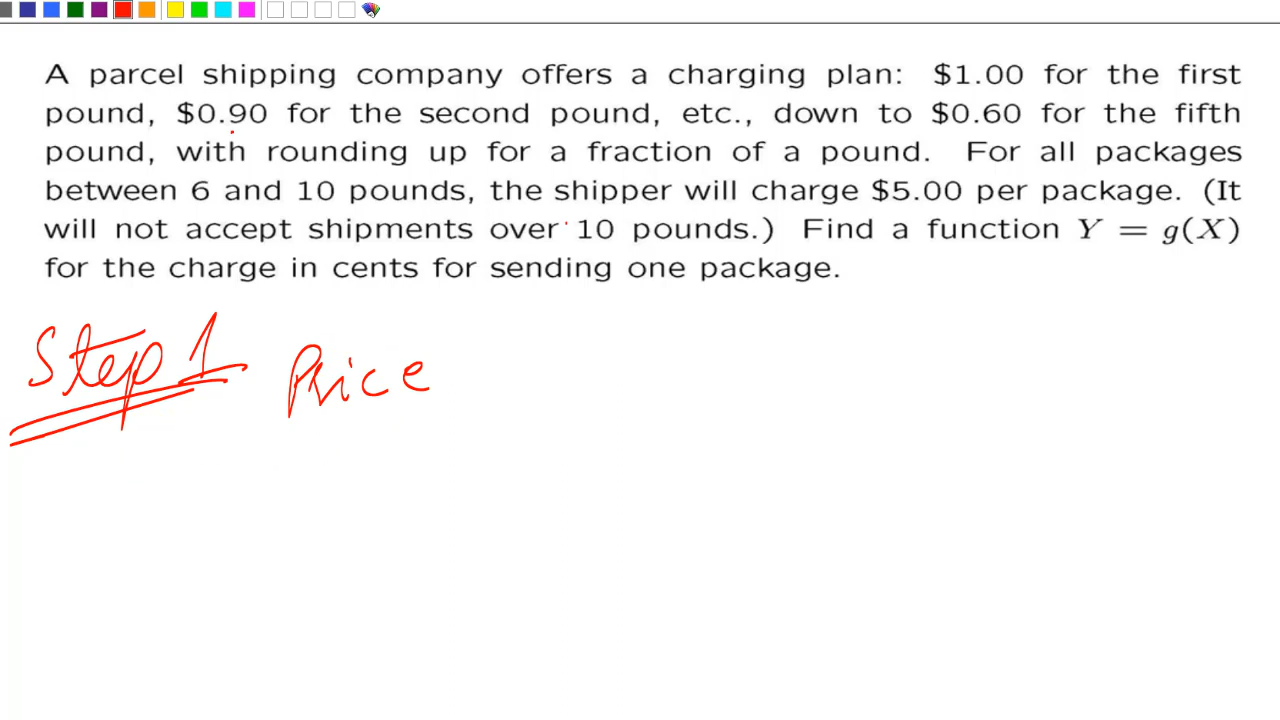 A parcel shipping company offers a charging plan: $1.00 for the first
pound, $0.90 for the second pound, etc., down to $0.60 for the fifth
pound, with rounding up for a fraction of a pound. For all packages
between 6 and 10 pounds, the shipper will charge $5.00 per package. (It
will not accept shipments over 10 pounds.) Find a function Y = g(X)
for the charge in cents for sending one package.
Step 1 Price